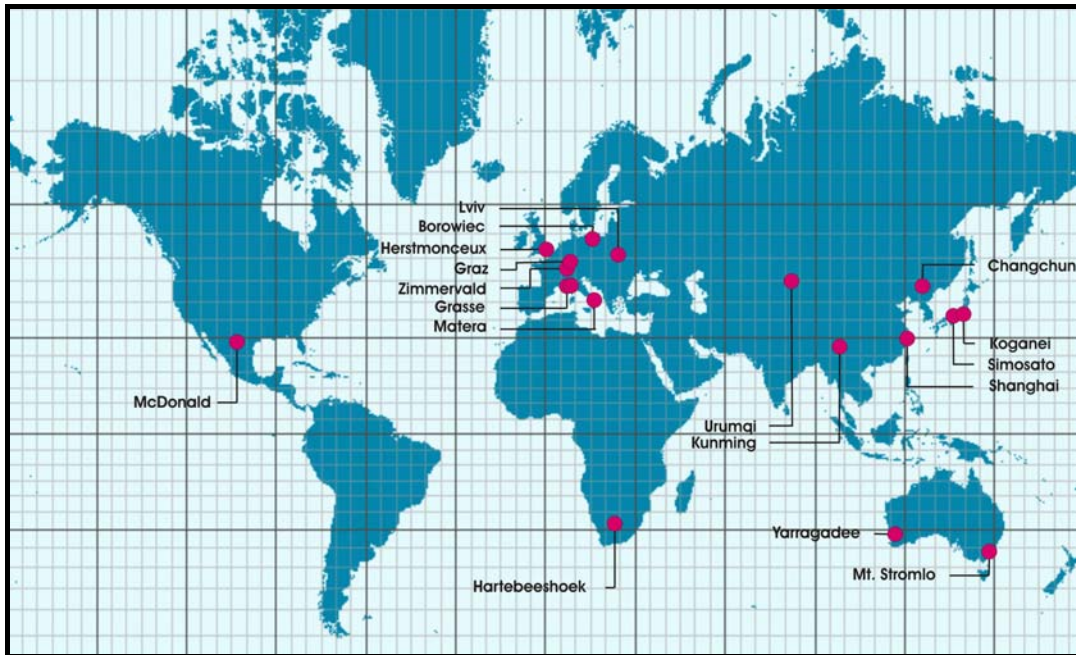 Lviv
Borowiec
Herstmonceux
Graz
Zimmervald
Grasse
Matera
McDonald
Changchun
Koganei
Simosato
Shanghai
Urumqi
Kunming
Yarragadee
Mt. Stromlo
Hartebeeshoek